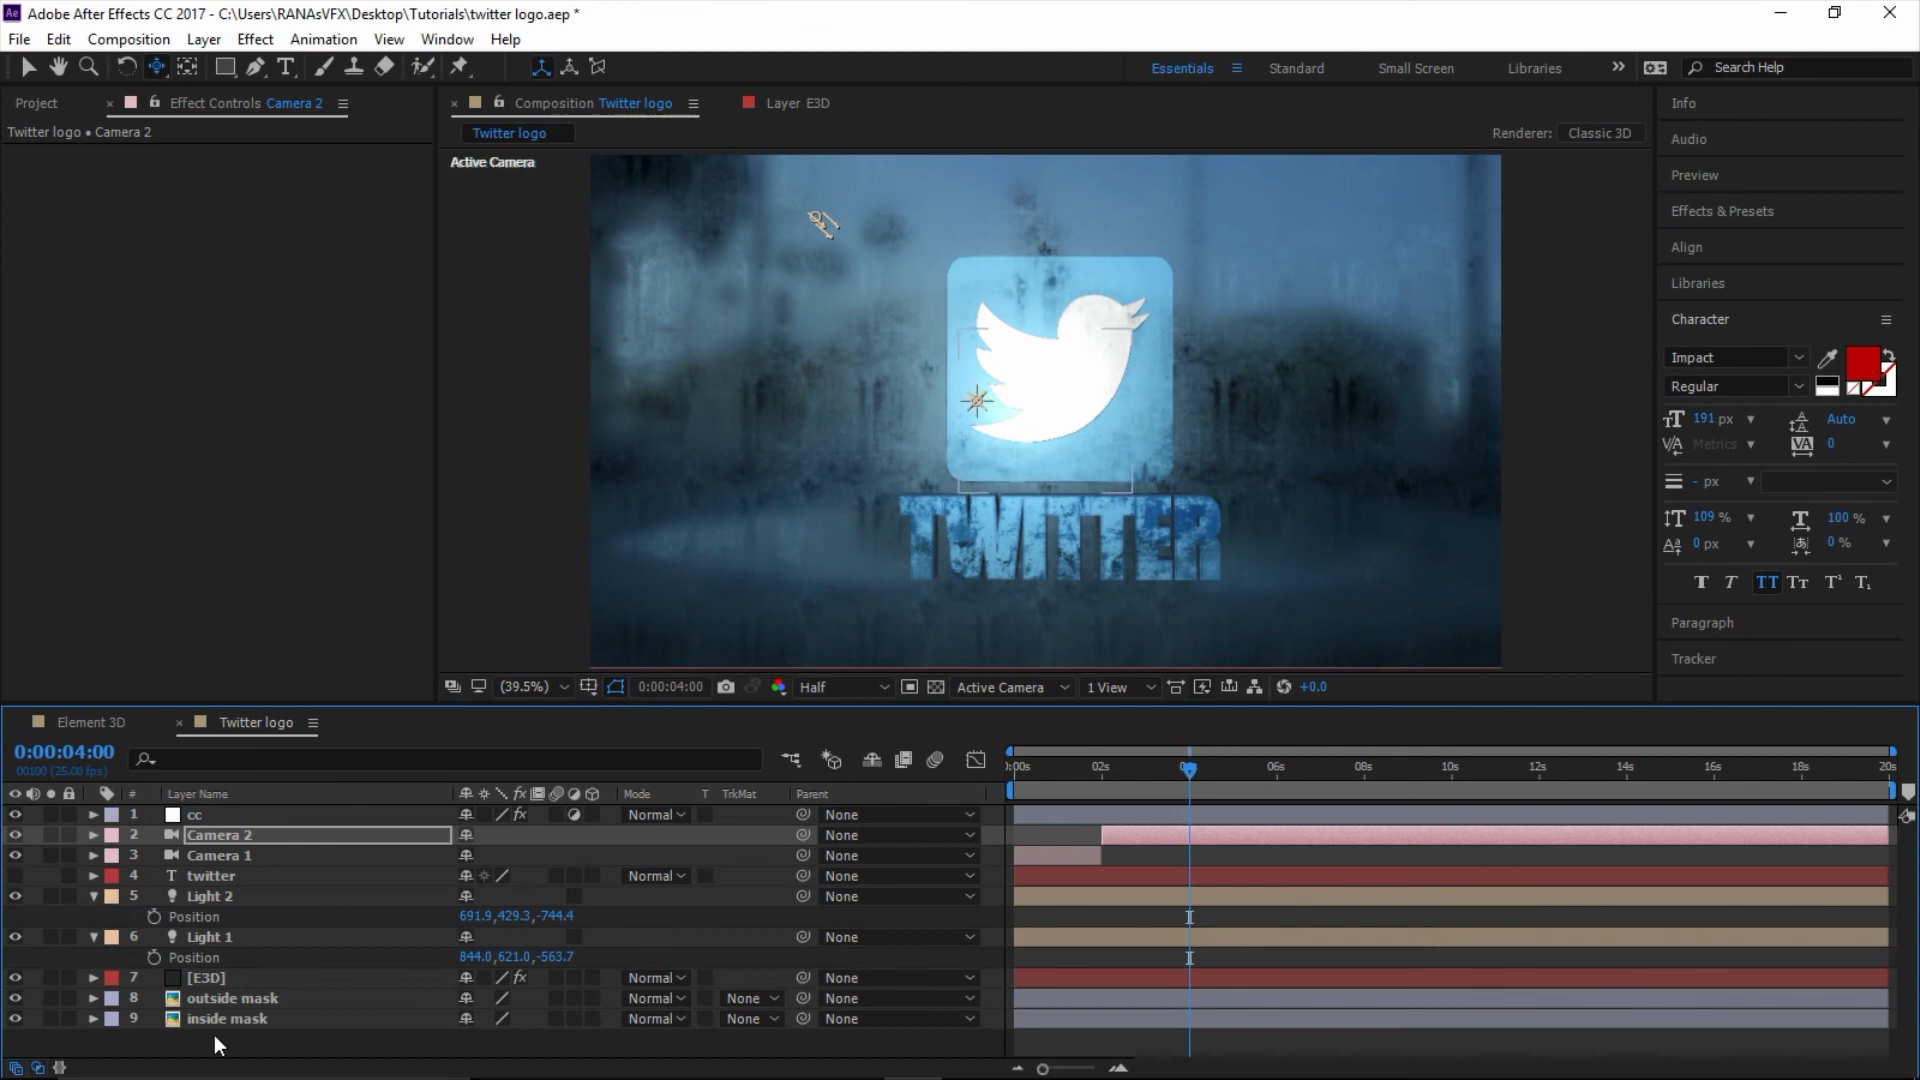 Ae Adobe After Effects CC 2017 - C:\Users\RANAsVFX\Desktop\Tutorials\twitter logo.aep *
File Edit Composition Layer Effect Animation View Window Help
Essentials Standard Small Screen Libraries Search Help
Project Effect Controls Camera 2
Composition Twitter logo Layer E3D
Twitter logo • Camera 2
Twitter logo Renderer: Classic 3D
Active Camera
TWITTER
(39.5%) 0:00:04:00 Half Active Camera 1 View +0.0
Info
Audio
Preview
Effects & Presets
Align
Libraries
Character
Impact
Regular
191 px Auto
Metrics 0
- px
109 % 100 %
0 px 0 %
T T TT Tt T¹ T₁
Paragraph
Tracker
Element 3D Twitter logo
0:00:04:00
00100 (25.00 fps)
# Layer Name fx Mode T TrkMat Parent
):00s 02s 06s 08s 10s 12s 14s 16s 18s 20s
1 cc fx Normal None
2 Camera 2 None
3 Camera 1 None
4 T twitter Normal None
5 Light 2 None
Position 691.9,429.3,-744.4
6 Light 1 None
Position 844.0,621.0,-563.7
7 [E3D] fx Normal None
8 outside mask Normal None None
9 inside mask Normal None None